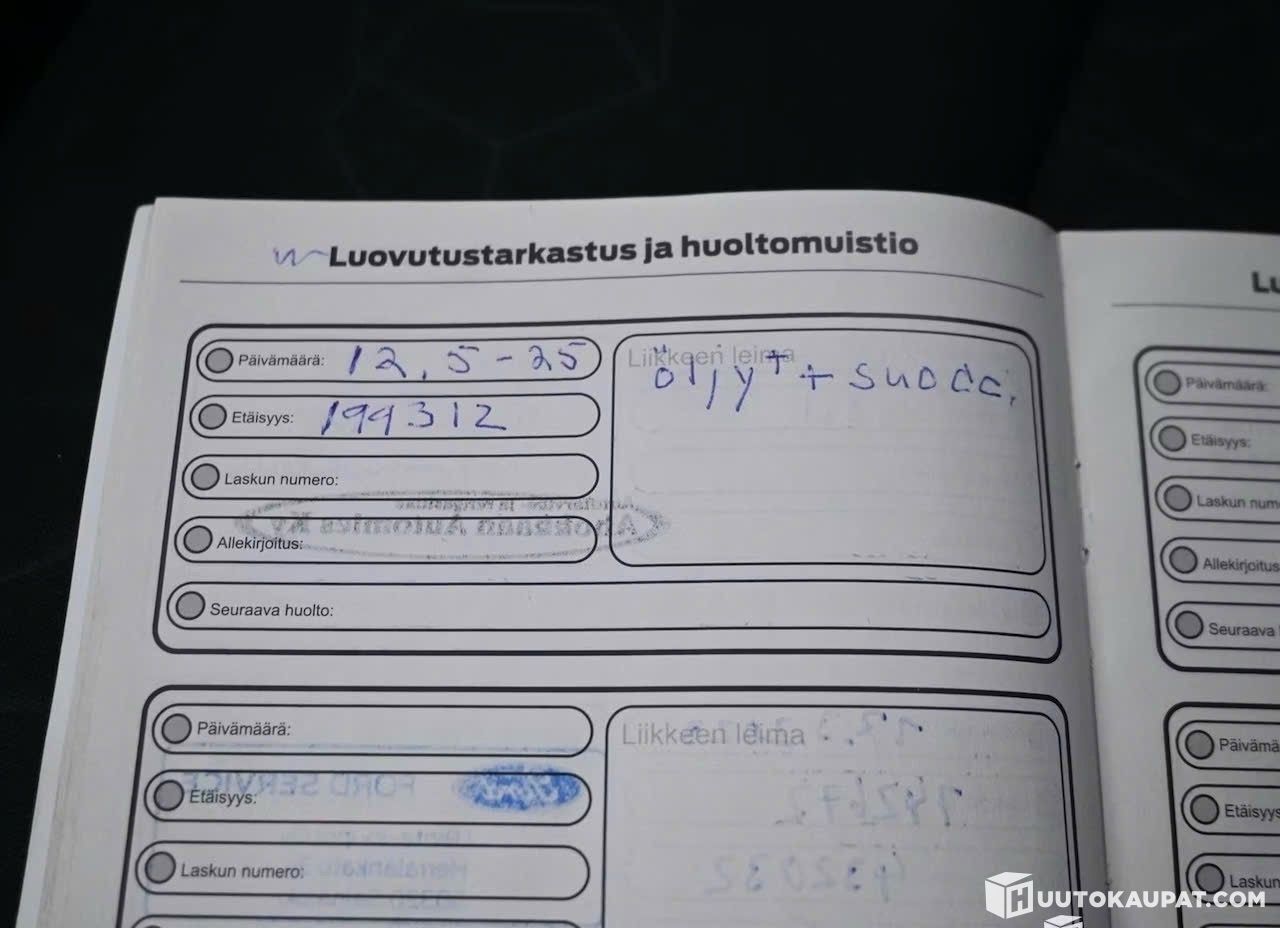 Luovutustarkastus ja huoltomuistio
Päivämäärä: 12.5-25
Etäisyys: 199312
Laskun numero:
Allekirjoitus:
Seuraava huolto:
Liikkeen leima
öljyt + suoda,
Päivämäärä:
Etäisyys:
Laskun numero:
Liikkeen leima
FORD SERVICE
Lu
Päivämäärä:
Etäisyys:
Laskun num
Allekirjoitus
Seuraava
Päivämä
Etäisyys
Laskun
HUUTOKAUPAT.COM